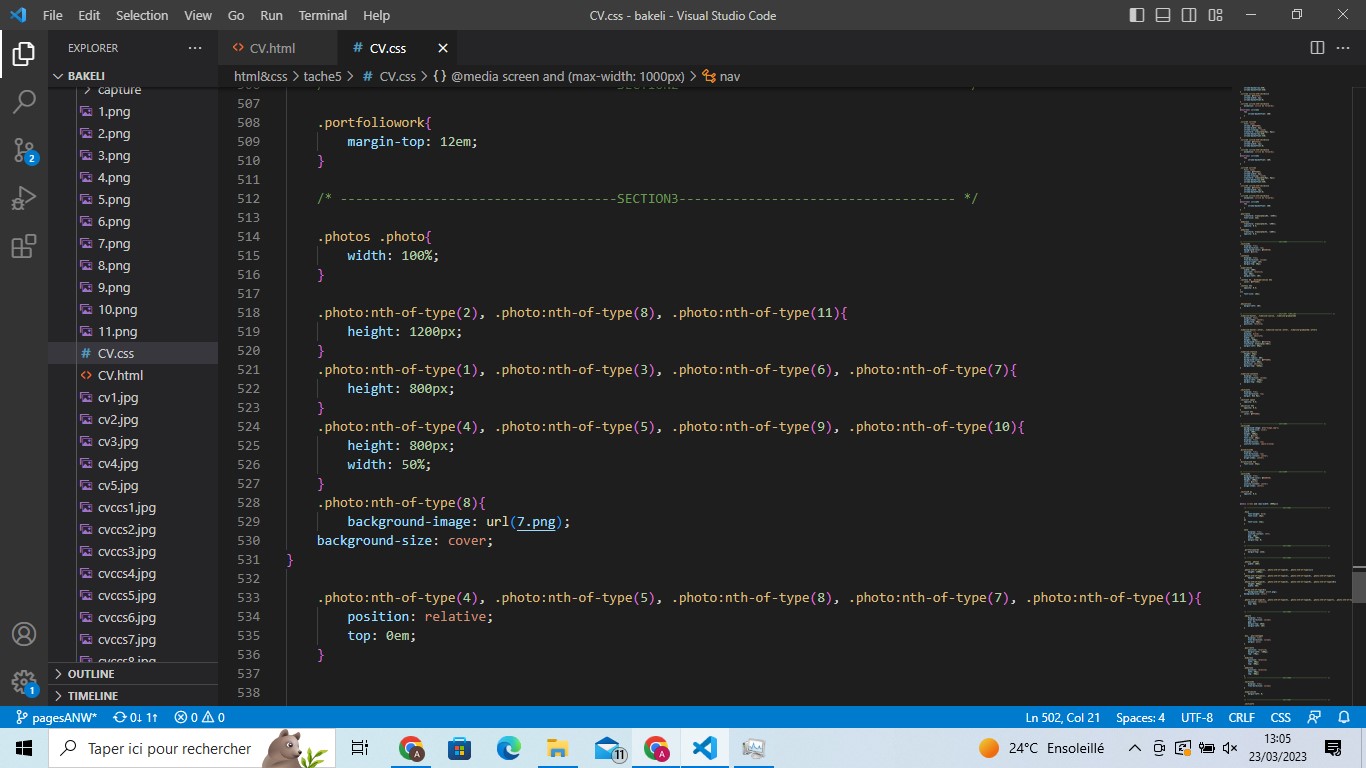 File Edit Selection View Go Run Terminal Help
CV.css - bakeli - Visual Studio Code
EXPLORER
CV.html
# CV.css
BAKELI
html&css > tache5 > # CV.css > {} @media screen and (max-width: 1000px) > nav
capture
1.png
2.png
3.png
4.png
5.png
6.png
7.png
8.png
9.png
10.png
11.png
# CV.css
CV.html
cv1.jpg
cv2.jpg
cv3.jpg
cv4.jpg
cv5.jpg
cvccs1.jpg
cvccs2.jpg
cvccs3.jpg
cvccs4.jpg
cvccs5.jpg
cvccs6.jpg
cvccs7.jpg
cvccs8.jpg
OUTLINE
TIMELINE
507
508 .portfoliowork{
509 margin-top: 12em;
510 }
511
512 /* ------------------------------------SECTION3------------------------------------ */
513
514 .photos .photo{
515 width: 100%;
516 }
517
518 .photo:nth-of-type(2), .photo:nth-of-type(8), .photo:nth-of-type(11){
519 height: 1200px;
520 }
521 .photo:nth-of-type(1), .photo:nth-of-type(3), .photo:nth-of-type(6), .photo:nth-of-type(7){
522 height: 800px;
523 }
524 .photo:nth-of-type(4), .photo:nth-of-type(5), .photo:nth-of-type(9), .photo:nth-of-type(10){
525 height: 800px;
526 width: 50%;
527 }
528 .photo:nth-of-type(8){
529 background-image: url(7.png);
530 background-size: cover;
531 }
532
533 .photo:nth-of-type(4), .photo:nth-of-type(5), .photo:nth-of-type(8), .photo:nth-of-type(7), .photo:nth-of-type(11){
534 position: relative;
535 top: 0em;
536 }
537
538
2
1
pagesANW* 0↓ 1↑ 0 0
Ln 502, Col 21 Spaces: 4 UTF-8 CRLF CSS
Taper ici pour rechercher
A
11
A
24°C Ensoleillé
13:05
23/03/2023